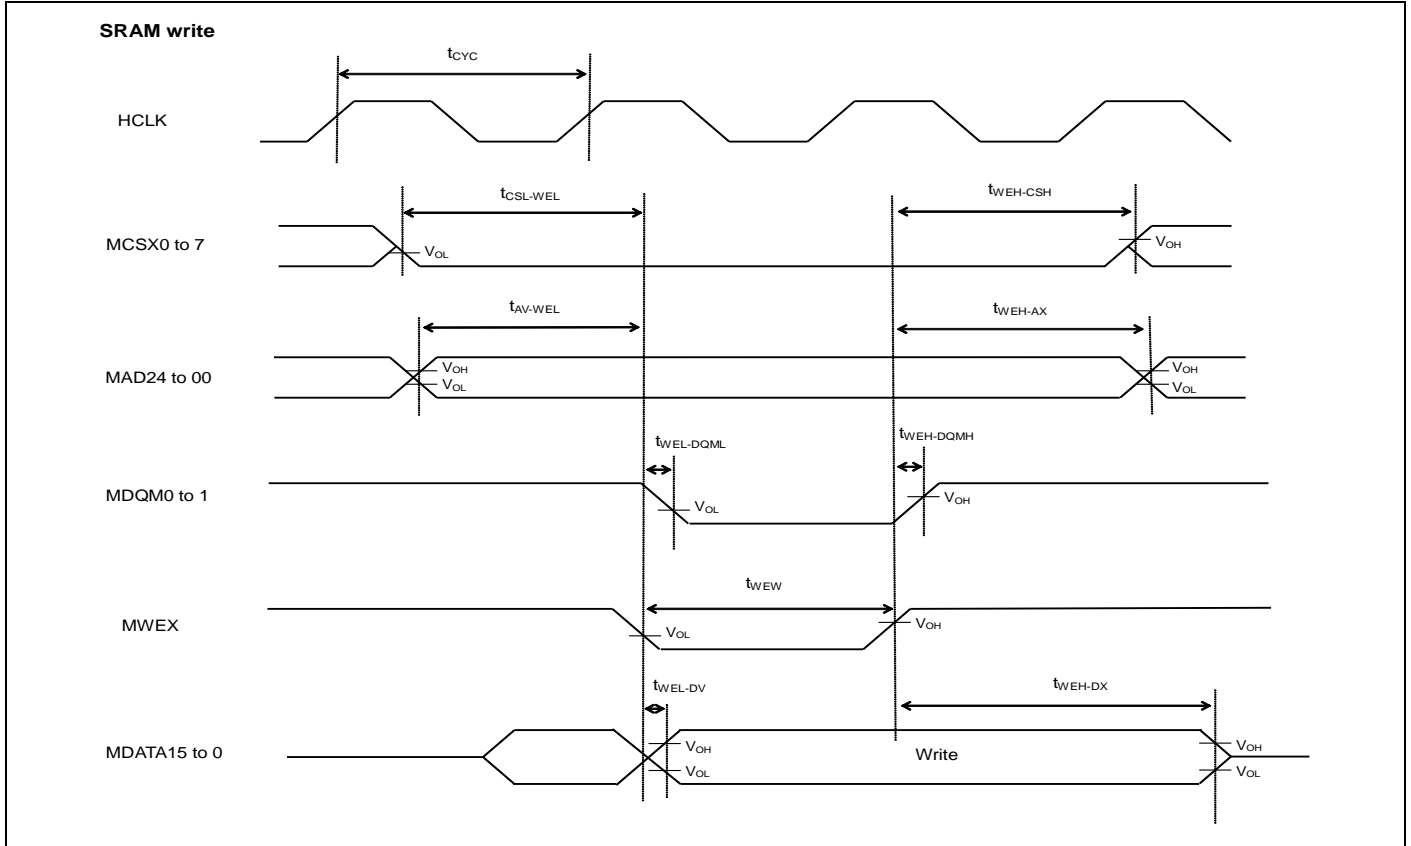 SRAM write
tCYC
HCLK
tCSL-WEL
tWEH-CSH
MCSX0 to 7
VOL
VOH
tAV-WEL
tWEH-AX
MAD24 to 00
VOH
VOL
VOH
VOL
tWEL-DQML
tWEH-DQMH
MDQM0 to 1
VOL
VOH
tWEW
MWEX
VOL
VOH
tWEL-DV
tWEH-DX
MDATA15 to 0
VOH
VOL
Write
VOH
VOL